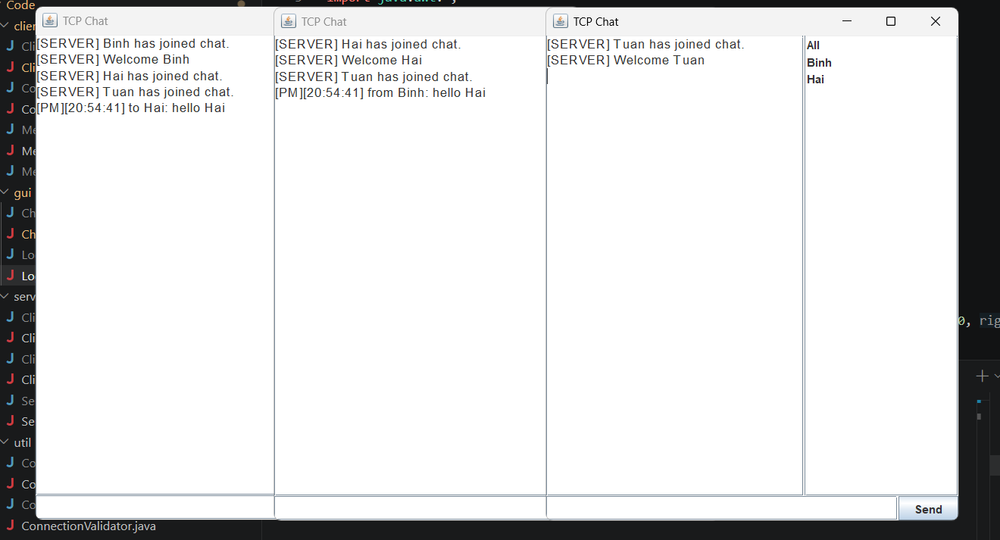 Code
import
TCP Chat
[SERVER] Binh has joined chat.
[SERVER] Welcome Binh
[SERVER] Hai has joined chat.
[SERVER] Tuan has joined chat.
[PM][20:54:41] to Hai: hello Hai
TCP Chat
[SERVER] Hai has joined chat.
[SERVER] Welcome Hai
[SERVER] Tuan has joined chat.
[PM][20:54:41] from Binh: hello Hai
TCP Chat
[SERVER] Tuan has joined chat.
[SERVER] Welcome Tuan
All
Binh
Hai
Send
clie
J Cli
J Cli
J Co
J Co
J Me
J Me
J Me
gui
J Ch
J Ch
J Lo
J Lo
serv
J Cli
J Cli
J Cli
J Cli
J Se
J Se
util
J Co
J Co
J Co
J ConnectionValidator.java
0, rig